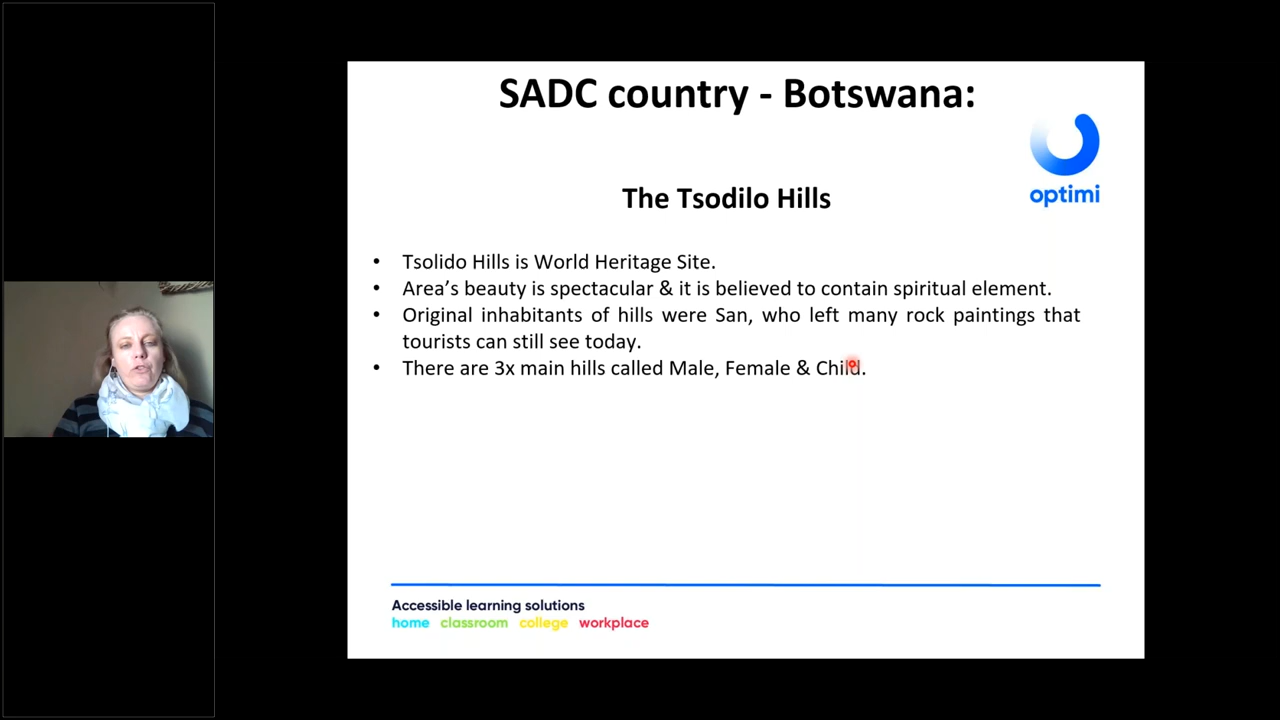 SADC country - Botswana:
optimi
The Tsodilo Hills
• Tsolido Hills is World Heritage Site.
• Area's beauty is spectacular & it is believed to contain spiritual element.
• Original inhabitants of hills were San, who left many rock paintings that
tourists can still see today.
• There are 3x main hills called Male, Female & Child.
Accessible learning solutions
home classroom college workplace